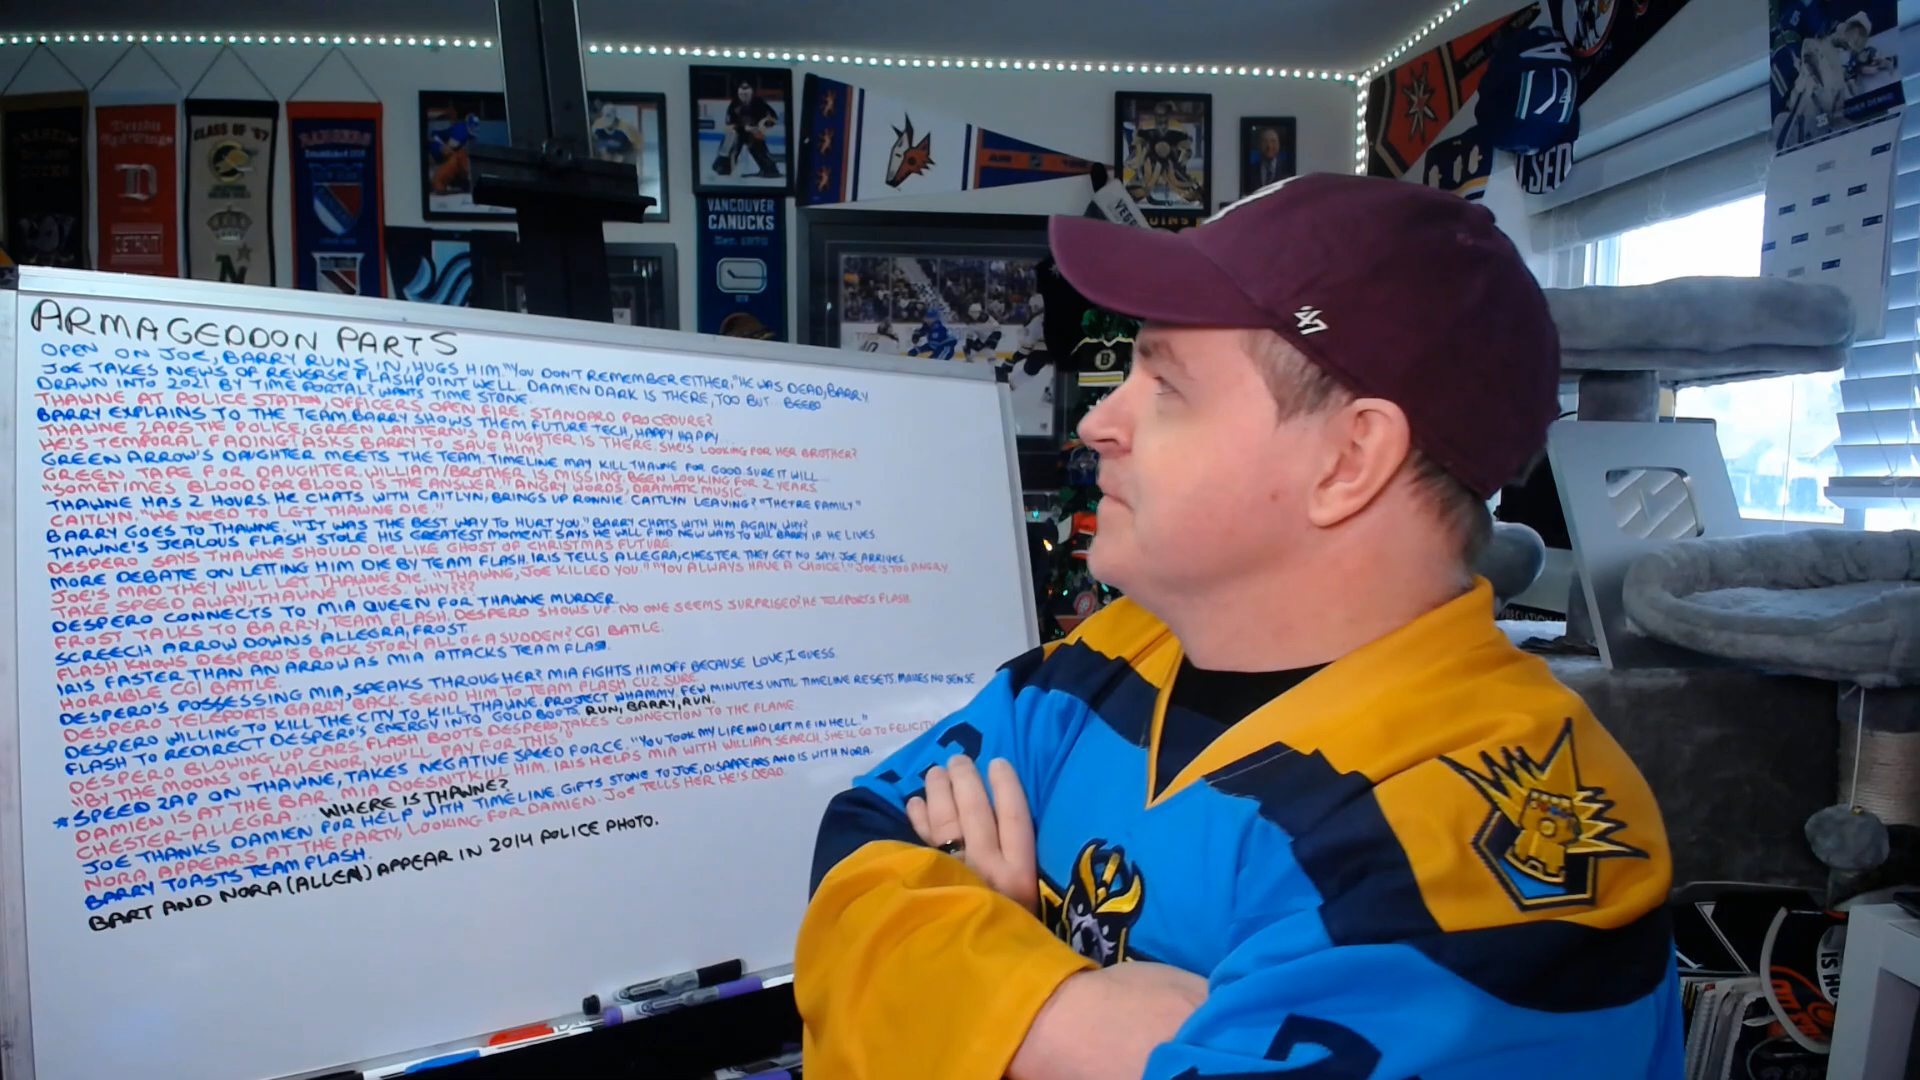 ARMAGEDDON PARTS
OPEN ON JOE, BARRY RUNS IN, HUGS HIM. "YOU DON'T REMEMBER EITHER." HE WAS DEAD, BARRY
JOE TAKES NEWS OF REVERSE FLASHPOINT WELL. DAMIEN DARK IS THERE, TOO BUT... BEEBO
DRAWN INTO 2021 BY TIME PORTAL? WANTS TIME STONE.
THAWNE AT POLICE STATION, OFFICERS OPEN FIRE. STANDARD PROCEDURE?
BARRY EXPLAINS TO THE TEAM. BARRY SHOWS THEM FUTURE TECH, HAPPY HAPPY...
THAWNE ZAPS THE POLICE, GREEN LANTERN'S DAUGHTER IS THERE. SHE'S LOOKING FOR HER BROTHER?
HE'S TEMPORAL FADING? ASKS BARRY TO SAVE HIM?
GREEN ARROW'S DAUGHTER MEETS THE TEAM. TIMELINE MAY KILL THAWNE FOR GOOD. SURE IT WILL...
GREEN TAPE FOR DAUGHTER. WILLIAM/BROTHER IS MISSING. BEEN LOOKING FOR 2 YEARS
"SOMETIMES BLOOD FOR BLOOD IS THE ANSWER." ANGRY WORDS, DRAMATIC MUSIC.
THAWNE HAS 2 HOURS. HE CHATS WITH CAITLYN, BRINGS UP RONNIE. CAITLYN LEAVING? "THEY'RE FAMILY"
CAITLYN. "WE NEED TO LET THAWNE DIE."
BARRY GOES TO THAWNE. "IT WAS THE BEST WAY TO HURT YOU." BARRY CHATS WITH HIM AGAIN. WHY?
THAWNE'S JEALOUS FLASH STOLE HIS GREATEST MOMENT. SAYS HE WILL FIND NEW WAYS TO KILL BARRY IF HE LIVES.
DESPERO SAYS THAWNE SHOULD DIE LIKE GHOST OF CHRISTMAS FUTURE.
MORE DEBATE ON LETTING HIM DIE BY TEAM FLASH. IRIS TELLS ALLEGRA, CHESTER THEY GET NO SAY. JOE ARRIVES.
JOE'S MAD THEY WILL LET THAWNE DIE. "THAWNE, JOE KILLED YOU." "YOU ALWAYS HAVE A CHOICE!" JOE'S TOO ANGRY
TAKE SPEED AWAY, THAWNE LIVES. WHY???
DESPERO CONNECTS TO MIA QUEEN FOR THAWNE MURDER.
FROST TALKS TO BARRY, TEAM FLASH. DESPERO SHOWS UP. NO ONE SEEMS SURPRISED? HE TELEPORTS FLASH
SCREECH ARROW DOWNS ALLEGRA, FROST.
FLASH KNOWS DESPERO'S BACK STORY ALL OF A SUDDEN? CGI BATTLE.
IRIS FASTER THAN AN ARROW AS MIA ATTACKS TEAM FLASH.
HORRIBLE CGI BATTLE.
DESPERO'S POSSESSING MIA, SPEAKS THROUGH HER? MIA FIGHTS HIM OFF BECAUSE LOVE, I GUESS
DESPERO TELEPORTS BARRY BACK. SEND HIM TO TEAM FLASH CUZ SURE
DESPERO WILLING TO KILL THE CITY TO KILL THAWNE. PROJECT WHAMMY. FEW MINUTES UNTIL TIMELINE RESETS. MAKES NO SENSE
FLASH TO REDIRECT DESPERO'S ENERGY INTO GOLD BOOTS. RUN, BARRY, RUN.
DESPERO BLOWING UP CARS. FLASH BOOTS DESPERO, TAKES CONNECTION TO THE FLAME.
"BY THE MOONS OF KALENOR, YOU'LL PAY FOR THIS."
*SPEED ZAP ON THAWNE, TAKES NEGATIVE SPEED FORCE. "YOU TOOK MY LIFE AND LEFT ME IN HELL."
DAMIEN IS AT THE BAR. MIA DOESN'T KILL HIM. IRIS HELPS MIA WITH WILLIAM SEARCH. SHE'LL GO TO FELICITY
CHESTER-ALLEGRA... WHERE IS THAWNE?
JOE THANKS DAMIEN FOR HELP WITH TIMELINE. GIFTS STONE TO JOE, DISAPPEARS AND IS WITH NORA.
NORA APPEARS AT THE PARTY, LOOKING FOR DAMIEN. JOE TELLS HER HE'S DEAD.
BARRY TOASTS TEAM FLASH.
BART AND NORA (ALLEN) APPEAR IN 2014 POLICE PHOTO.
Detroit
Red Wings
D
DETROIT
CLASS OF '67
N
RANGERS
VANCOUVER
CANUCKS
Est. 1970
47